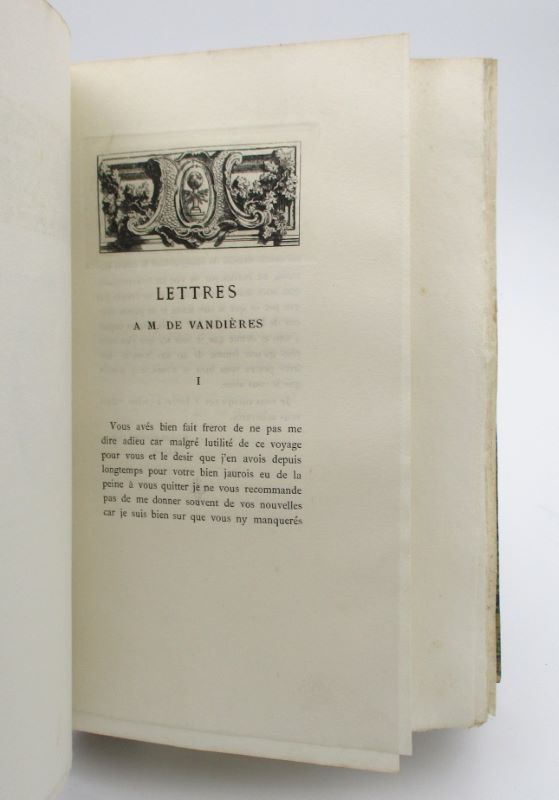 LETTRES
A M. DE VANDIÈRES
I
Vous avés bien fait frerot de ne pas me
dire adieu car malgré lutilité de ce voyage
pour vous et le desir que j'en avois depuis
longtemps pour votre bien jaurois eu de la
peine à vous quitter je ne vous recommande
pas de me donner souvent de vos nouvelles
car je suis bien sur que vous ny manquerés